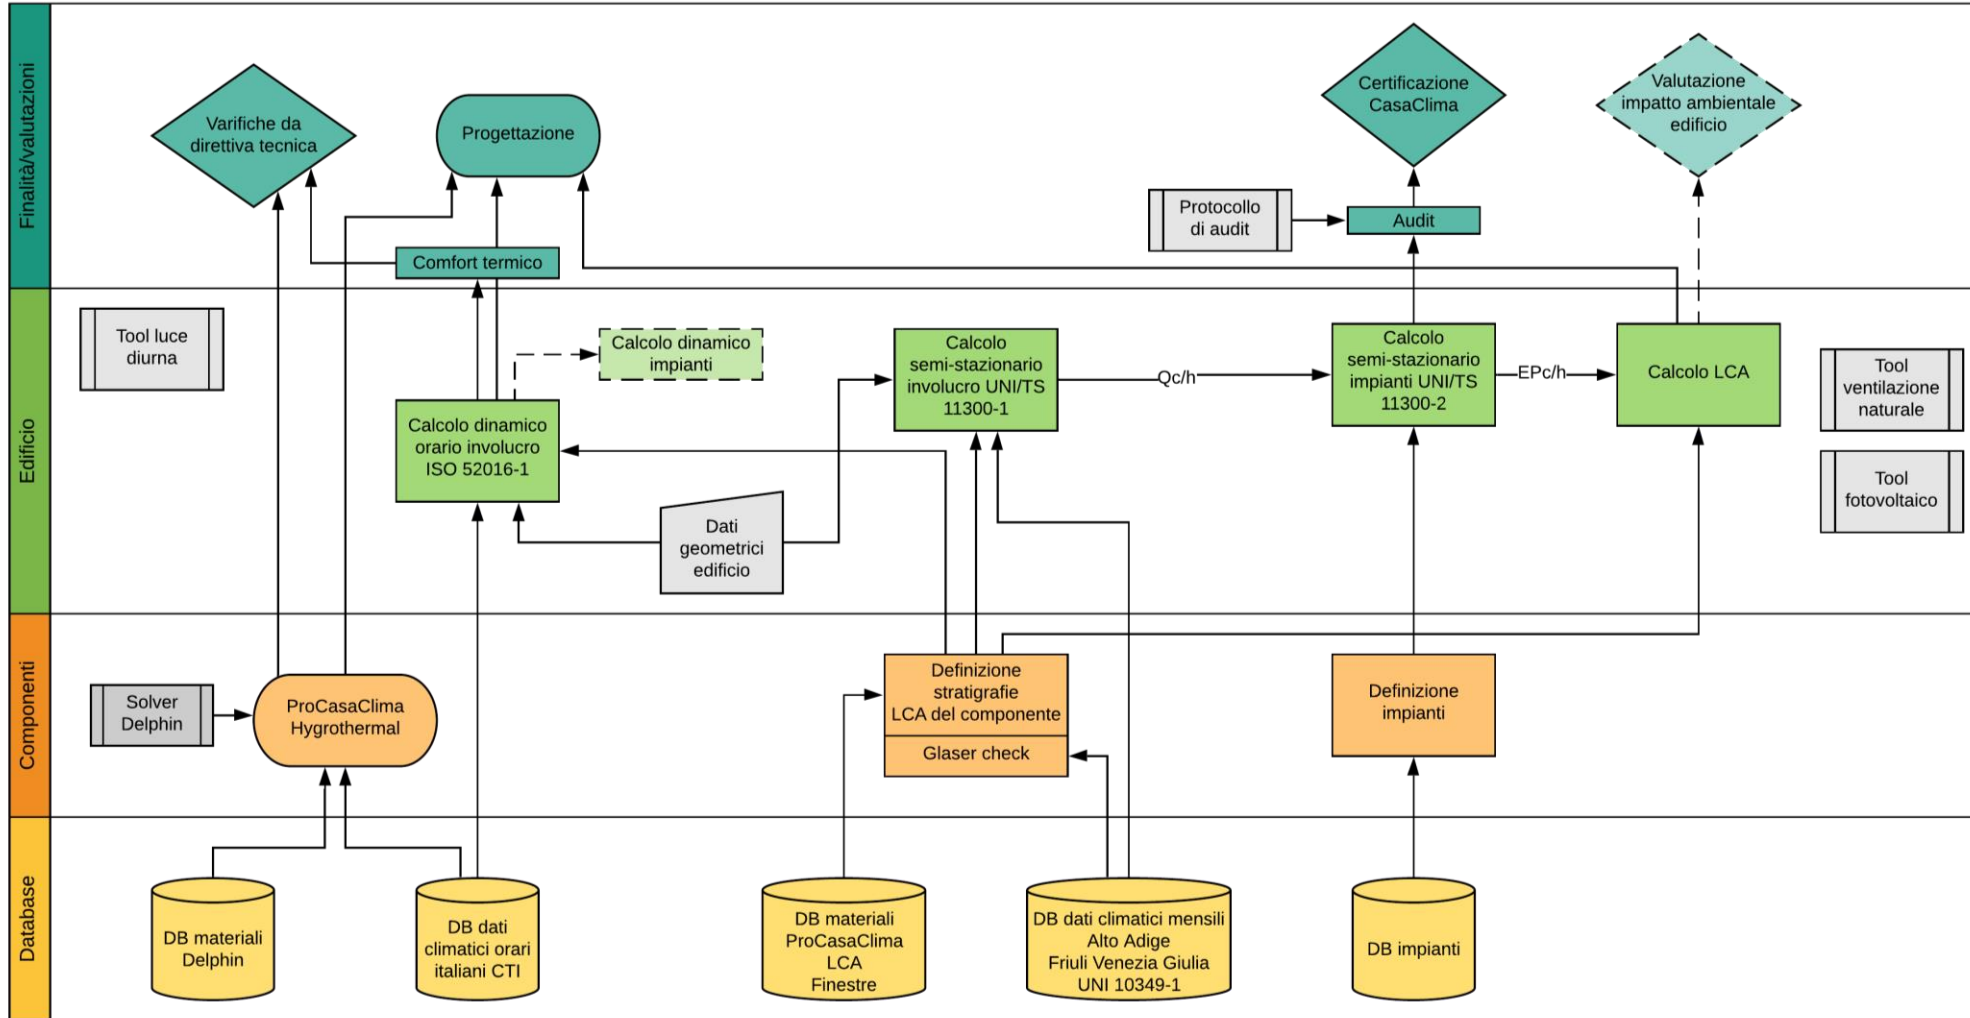 Finalità/valutazioni
Varifiche da
direttiva tecnica
Progettazione
Certificazione
CasaClima
Valutazione
impatto ambientale
edificio
Protocollo
di audit
Audit
Comfort termico
Edificio
Tool luce
diurna
Calcolo dinamico
impianti
Calcolo
semi-stazionario
involucro UNI/TS
11300-1
Qc/h
Calcolo
semi-stazionario
impianti UNI/TS
11300-2
EPc/h
Calcolo LCA
Tool
ventilazione
naturale
Calcolo dinamico
orario involucro
ISO 52016-1
Tool
fotovoltaico
Dati
geometrici
edificio
Componenti
Solver
Delphin
ProCasaClima
Hygrothermal
Definizione
stratigrafie
LCA del componente
Glaser check
Definizione
impianti
Database
DB materiali
Delphin
DB dati
climatici orari
italiani CTI
DB materiali
ProCasaClima
LCA
Finestre
DB dati climatici mensili
Alto Adige
Friuli Venezia Giulia
UNI 10349-1
DB impianti